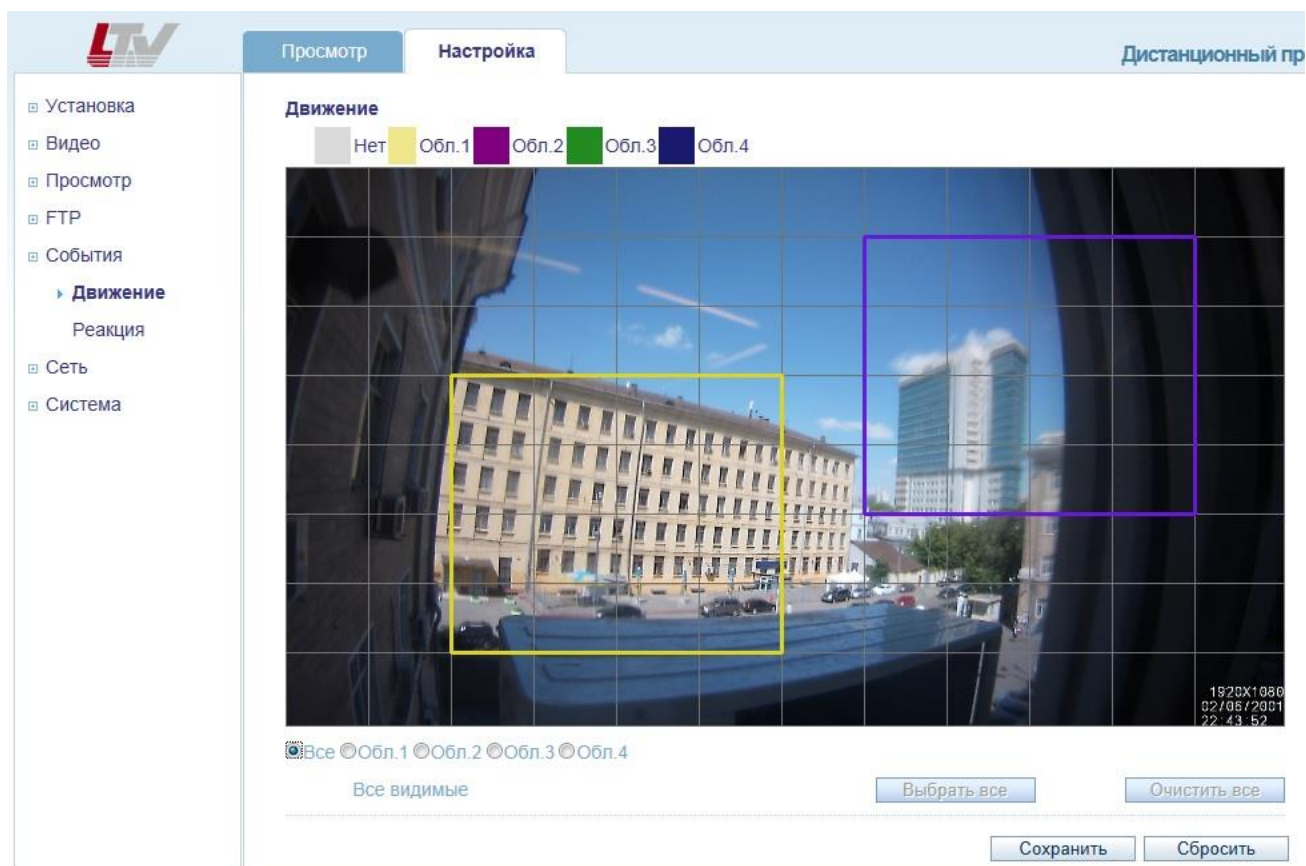 LTV
Просмотр
Настройка
Дистанционный пр
Установка
Видео
Просмотр
FTP
События
Движение
Реакция
Сеть
Система
Движение
Нет Обл.1 Обл.2 Обл.3 Обл.4
1920X1080
02/06/2001
22:43:52
Все Обл.1 Обл.2 Обл.3 Обл.4
Все видимые
Выбрать все
Очистить все
Сохранить
Сбросить